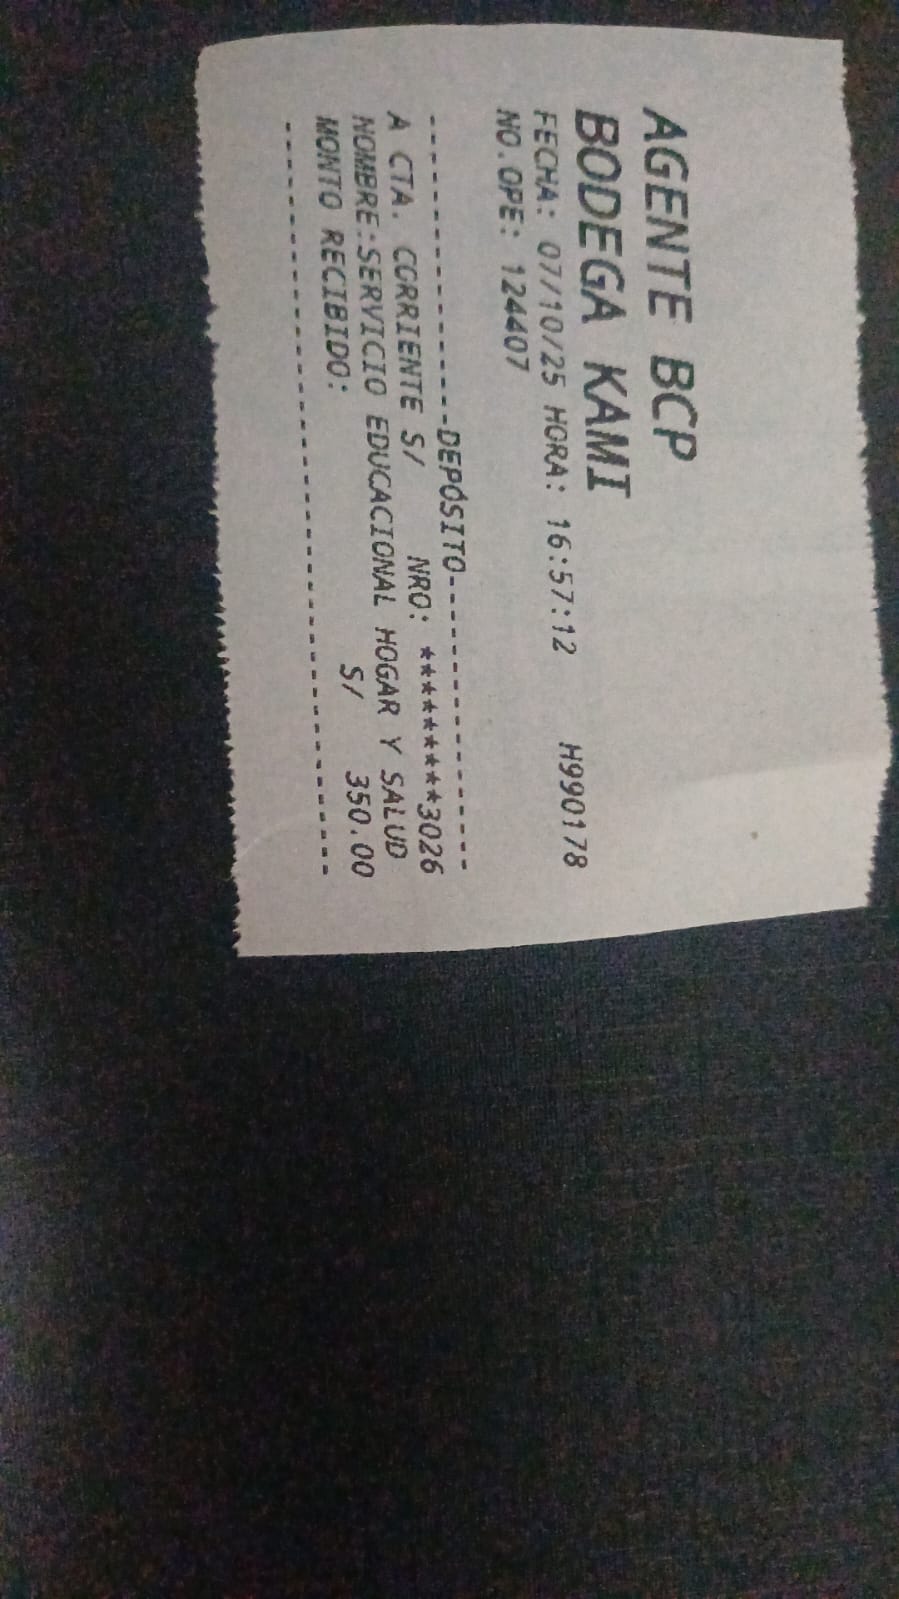 AGENTE BCP
BODEGA KAMI
FECHA: 07/10/25 HORA: 16:57:12 H990178
NO.OPE: 124407
--------------------DEPÓSITO--------------------
A CTA. CORRIENTE S/ NRO: *********3026
NOMBRE:SERVICIO EDUCACIONAL HOGAR Y SALUD
MONTO RECIBIDO: S/ 350.00
------------------------------------------------